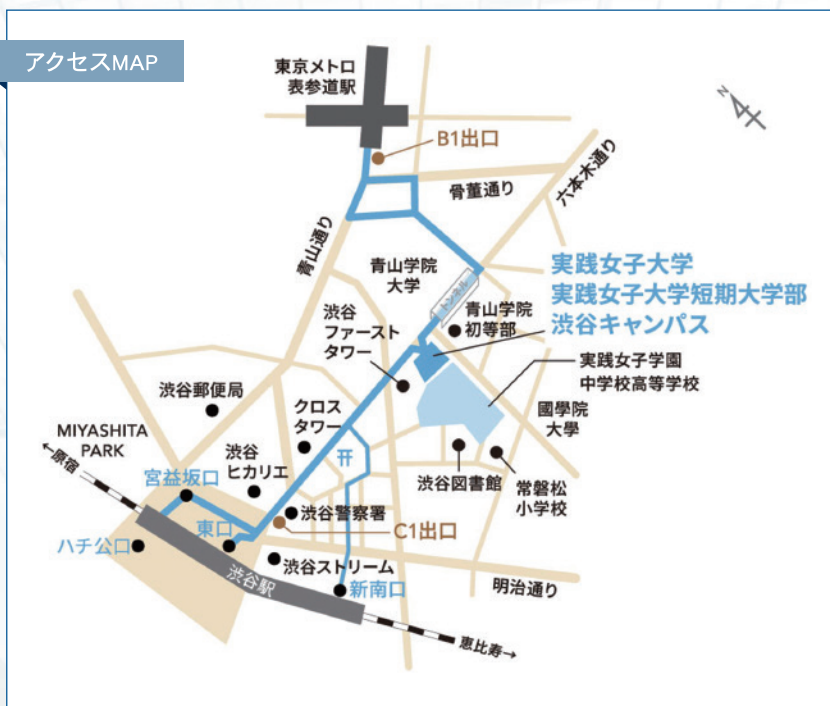 アクセスMAP
東京メトロ
表参道駅
N
B1出口
骨董通り
六本木通り
青山通り
青山学院
大学
トンネル
実践女子大学
実践女子大学短期大学部
渋谷キャンパス
青山学院
初等部
渋谷
ファースト
タワー
実践女子学園
中学校高等学校
渋谷郵便局
クロス
タワー
國學院
大學
MIYASHITA
PARK
←原宿
渋谷
ヒカリエ
宮益坂口
渋谷図書館
常磐松
小学校
渋谷警察署
東口
C1出口
ハチ公口
渋谷ストリーム
渋谷駅
新南口
明治通り
恵比寿→